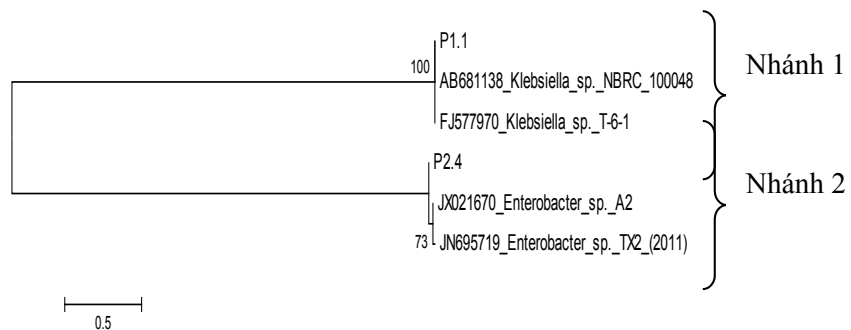 P1.1
100
AB681138_Klebsiella_sp._NBRC_100048
Nhánh 1
FJ577970_Klebsiella_sp._T-6-1
P2.4
Nhánh 2
JX021670_Enterobacter_sp._A2
73
JN695719_Enterobacter_sp._TX2_(2011)
0.5